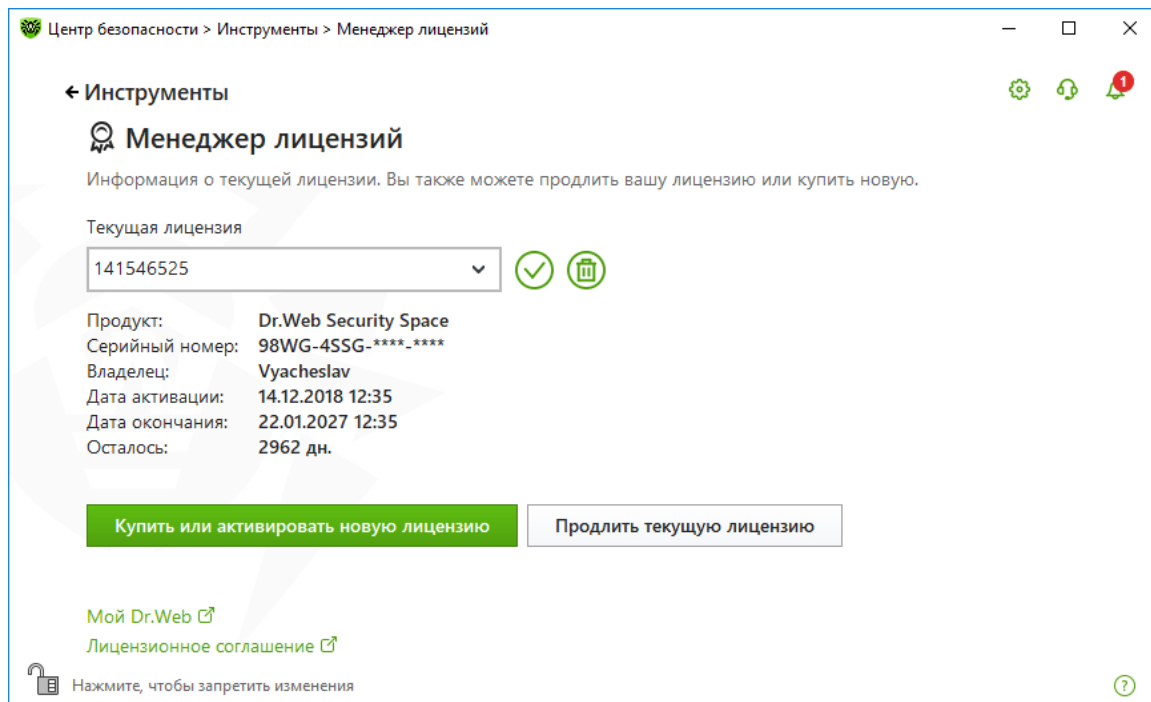 Центр безопасности > Инструменты > Менеджер лицензий
Инструменты
1
Менеджер лицензий
Информация о текущей лицензии. Вы также можете продлить вашу лицензию или купить новую.
Текущая лицензия
141546525
Продукт: Dr.Web Security Space
Серийный номер: 98WG-4SSG-****-****
Владелец: Vyacheslav
Дата активации: 14.12.2018 12:35
Дата окончания: 22.01.2027 12:35
Осталось: 2962 дн.
Купить или активировать новую лицензию Продлить текущую лицензию
Мой Dr.Web
Лицензионное соглашение
Нажмите, чтобы запретить изменения
?